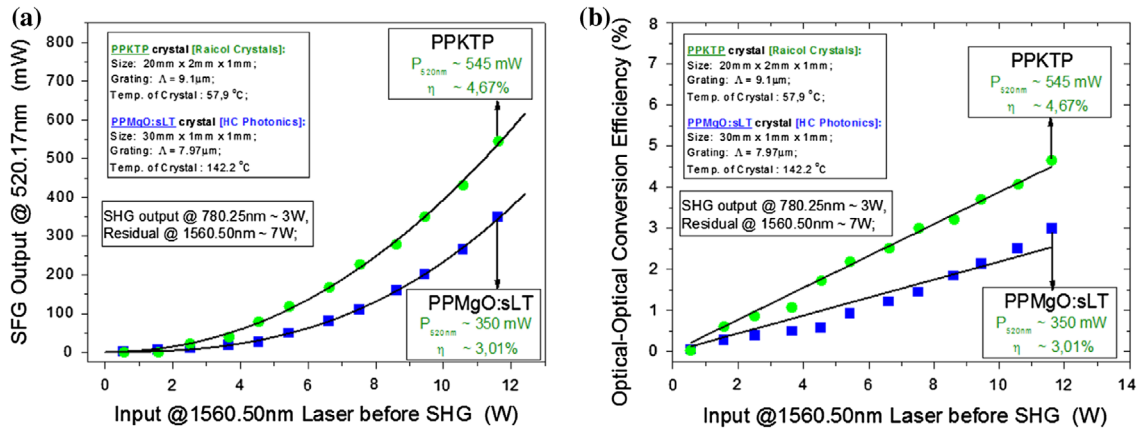 (a)
SFG Output @ 520.17nm (mW)
800
700
600
500
400
300
200
100
0
PPKTP crystal [Raicol Crystals]:
Size: 20mm x 2mm x 1mm;
Grating: Λ = 9.1µm;
Temp. of Crystal : 57,9 °C;
PPMgO:sLT crystal [HC Photonics]:
Size: 30mm x 1mm x 1mm;
Grating: Λ = 7.97µm;
Temp. of Crystal : 142.2 °C
SHG output @ 780.25nm ~ 3W,
Residual @ 1560.50nm ~ 7W;
PPKTP
P520nm ~ 545 mW
η ~ 4,67%
PPMgO:sLT
P520nm ~ 350 mW
η ~ 3,01%
0 2 4 6 8 10 12 14
Input @1560.50nm Laser before SHG (W)
(b)
Optical-Optical Conversion Efficiency (%)
8
7
6
5
4
3
2
1
0
PPKTP crystal [Raicol Crystals]:
Size: 20mm x 2mm x 1mm;
Grating: Λ = 9.1µm;
Temp. of Crystal : 57,9 °C;
PPMgO:sLT crystal [HC Photonics]:
Size: 30mm x 1mm x 1mm;
Grating: Λ = 7.97µm;
Temp. of Crystal : 142.2 °C
SHG output @ 780.25nm ~ 3W,
Residual @ 1560.50nm ~ 7W;
PPKTP
P520nm ~ 545 mW
η ~ 4,67%
PPMgO:sLT
P520nm ~ 350 mW
η ~ 3,01%
0 2 4 6 8 10 12 14
Input @1560.50nm Laser before SHG (W)